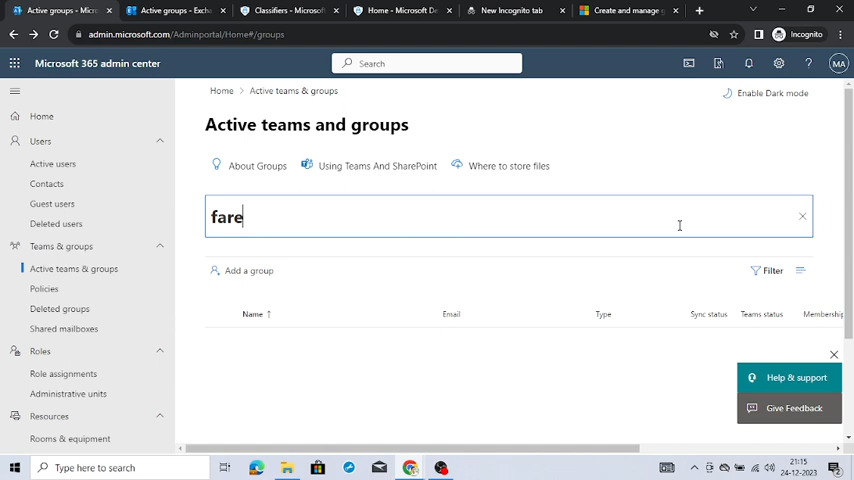 Active groups - Micros
Active groups - Excha
Classifiers - Microsoft
Home - Microsoft De
New Incognito tab
Create and manage g
admin.microsoft.com/Adminportal/Home#/groups
Incognito
Microsoft 365 admin center
Search
MA
Home
Users
Active users
Contacts
Guest users
Deleted users
Teams & groups
Active teams & groups
Policies
Deleted groups
Shared mailboxes
Roles
Role assignments
Administrative units
Resources
Rooms & equipment
Home > Active teams & groups
Enable Dark mode
Active teams and groups
About Groups
Using Teams And SharePoint
Where to store files
fare
Add a group
Filter
Name ↑ Email Type Sync status Teams status Membership
Help & support
Give Feedback
Type here to search
21:15
24-12-2023
2